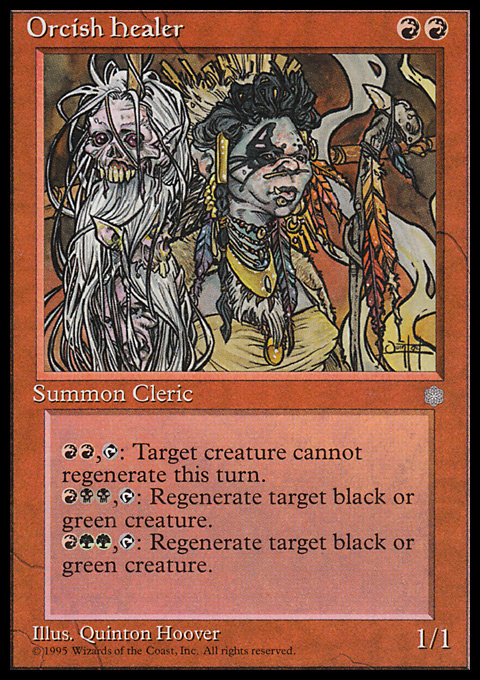 Orcish Healer
Summon Cleric
,: Target creature cannot
regenerate this turn.
,: Regenerate target black or
green creature.
,: Regenerate target black or
green creature.
Illus. Quinton Hoover
1/1
©1995 Wizards of the Coast, Inc. All rights reserved.